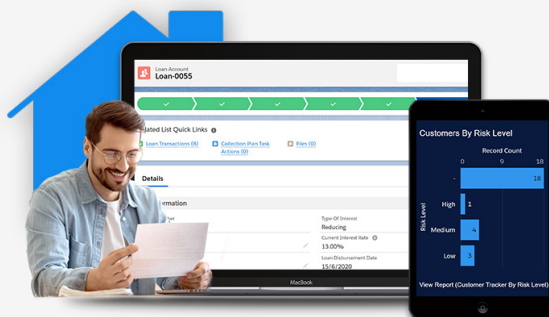 Loan Account
Loan-0055
lated List Quick Links
Loan Transactions (6)
Collection Plan Task
Actions (0)
Files (0)
Details
rmation
Type Of Interest
Reducing
Current Interest Rate
13.00%
Loan Disbursement Date
15/6/2020
MacBook
Customers By Risk Level
Record Count
0 9 18
- 18
High 1
Medium 4
Low 3
Risk Level
View Report (Customer Tracker By Risk Level)